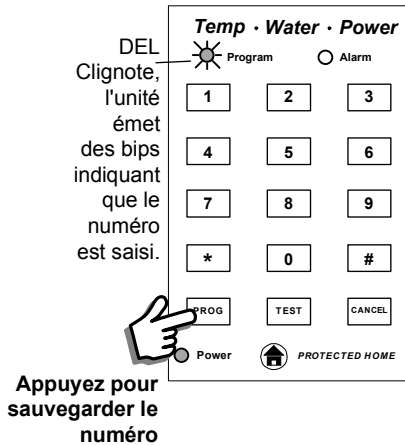 Temp · Water · Power
DEL
Clignote,
l'unité
émet
des bips
indiquant
que le
numéro
est saisi.
Program
Alarm
1 2 3
4 5 6
7 8 9
* 0 #
PROG TEST CANCEL
Power
PROTECTED HOME
Appuyez pour
sauvegarder le
numéro